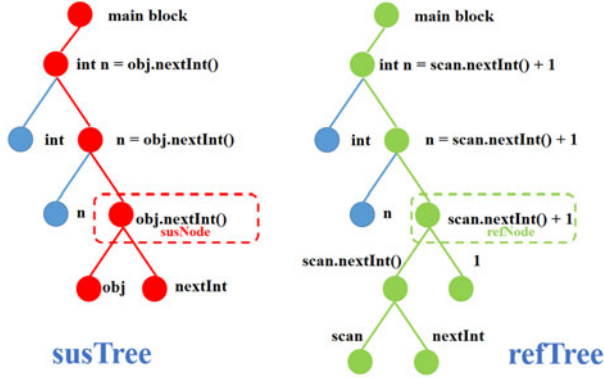 main block
int n = obj.nextInt()
int
n = obj.nextInt()
n
obj.nextInt()
susNode
obj
nextInt
susTree
main block
int n = scan.nextInt() + 1
int
n = scan.nextInt() + 1
n
scan.nextInt() + 1
refNode
scan.nextInt()
1
scan
nextInt
refTree